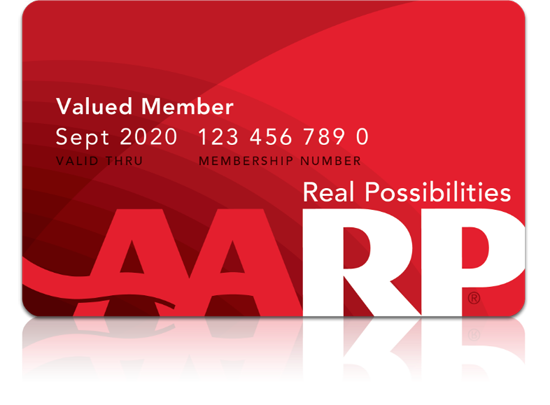 Valued Member
Sept 2020 123 456 789 0
VALID THRU MEMBERSHIP NUMBER
Real Possibilities
AARP®